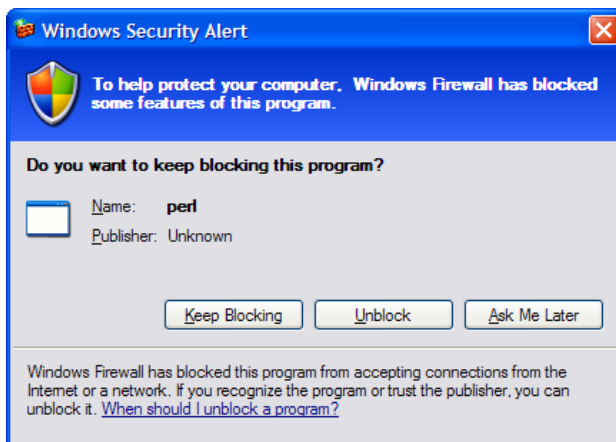 Windows Security Alert
To help protect your computer, Windows Firewall has blocked
some features of this program.
Do you want to keep blocking this program?
Name: perl
Publisher: Unknown
Keep Blocking Unblock Ask Me Later
Windows Firewall has blocked this program from accepting connections from the
Internet or a network. If you recognize the program or trust the publisher, you can
unblock it. When should I unblock a program?